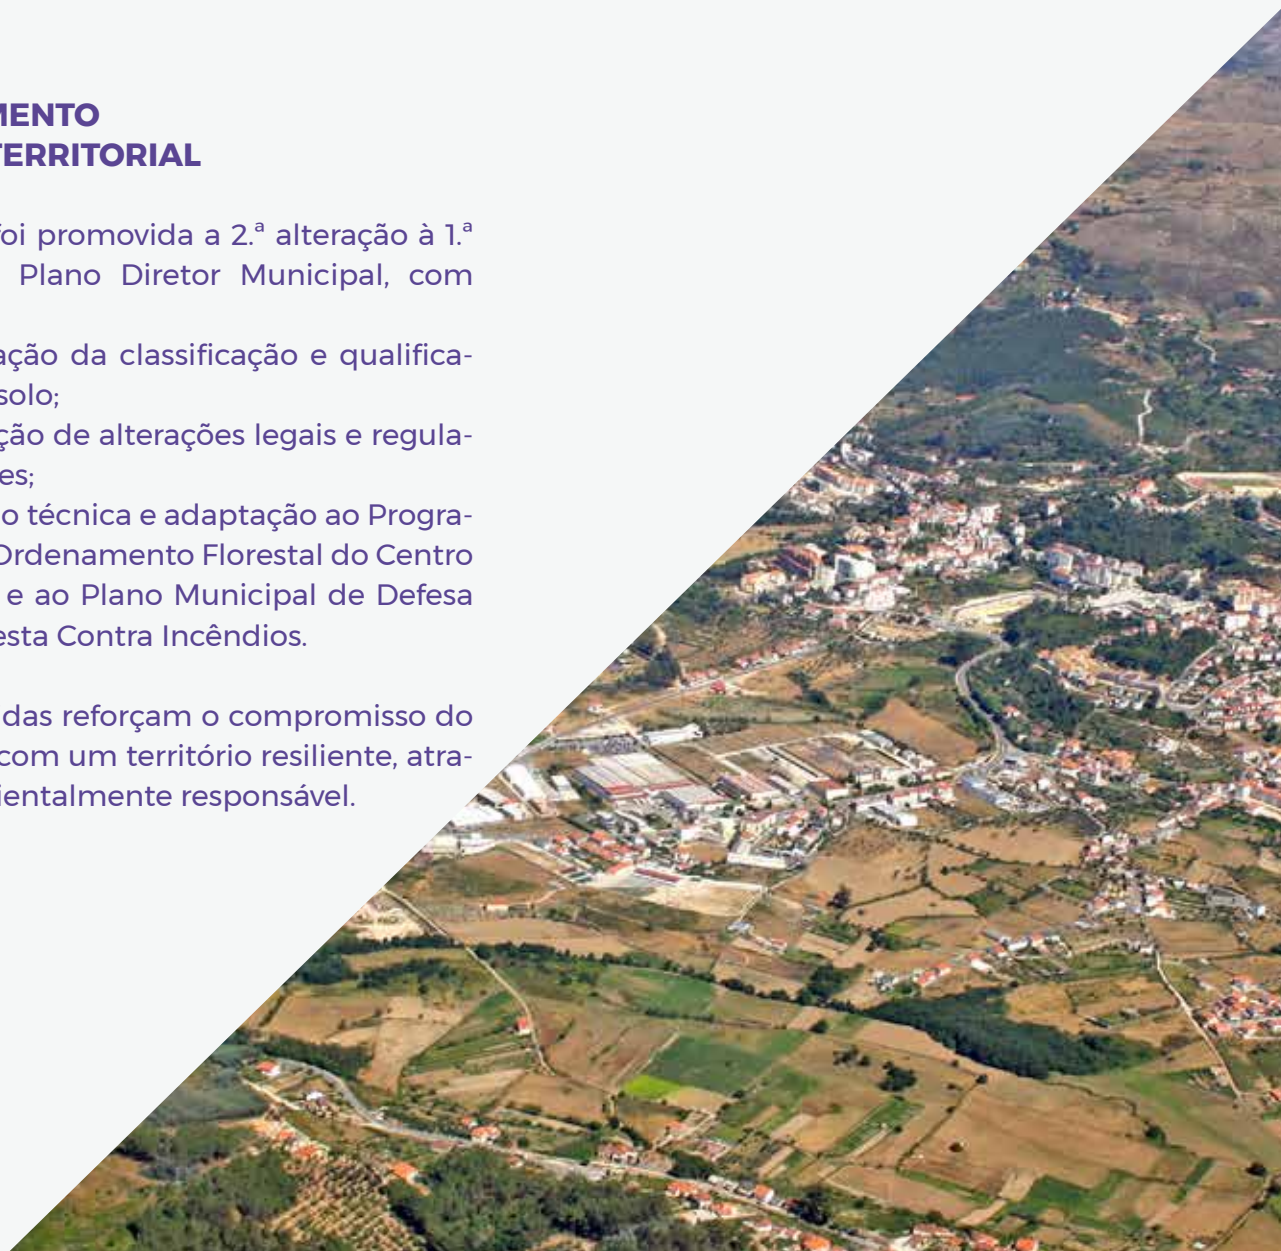 MENTO
TERRITORIAL
foi promovida a 2.ª alteração à 1.ª
Plano Diretor Municipal, com
ação da classificação e qualifica-
solo;
ção de alterações legais e regula-
es;
o técnica e adaptação ao Progra-
Ordenamento Florestal do Centro
e ao Plano Municipal de Defesa
esta Contra Incêndios.
das reforçam o compromisso do
com um território resiliente, atra-
ientalmente responsável.